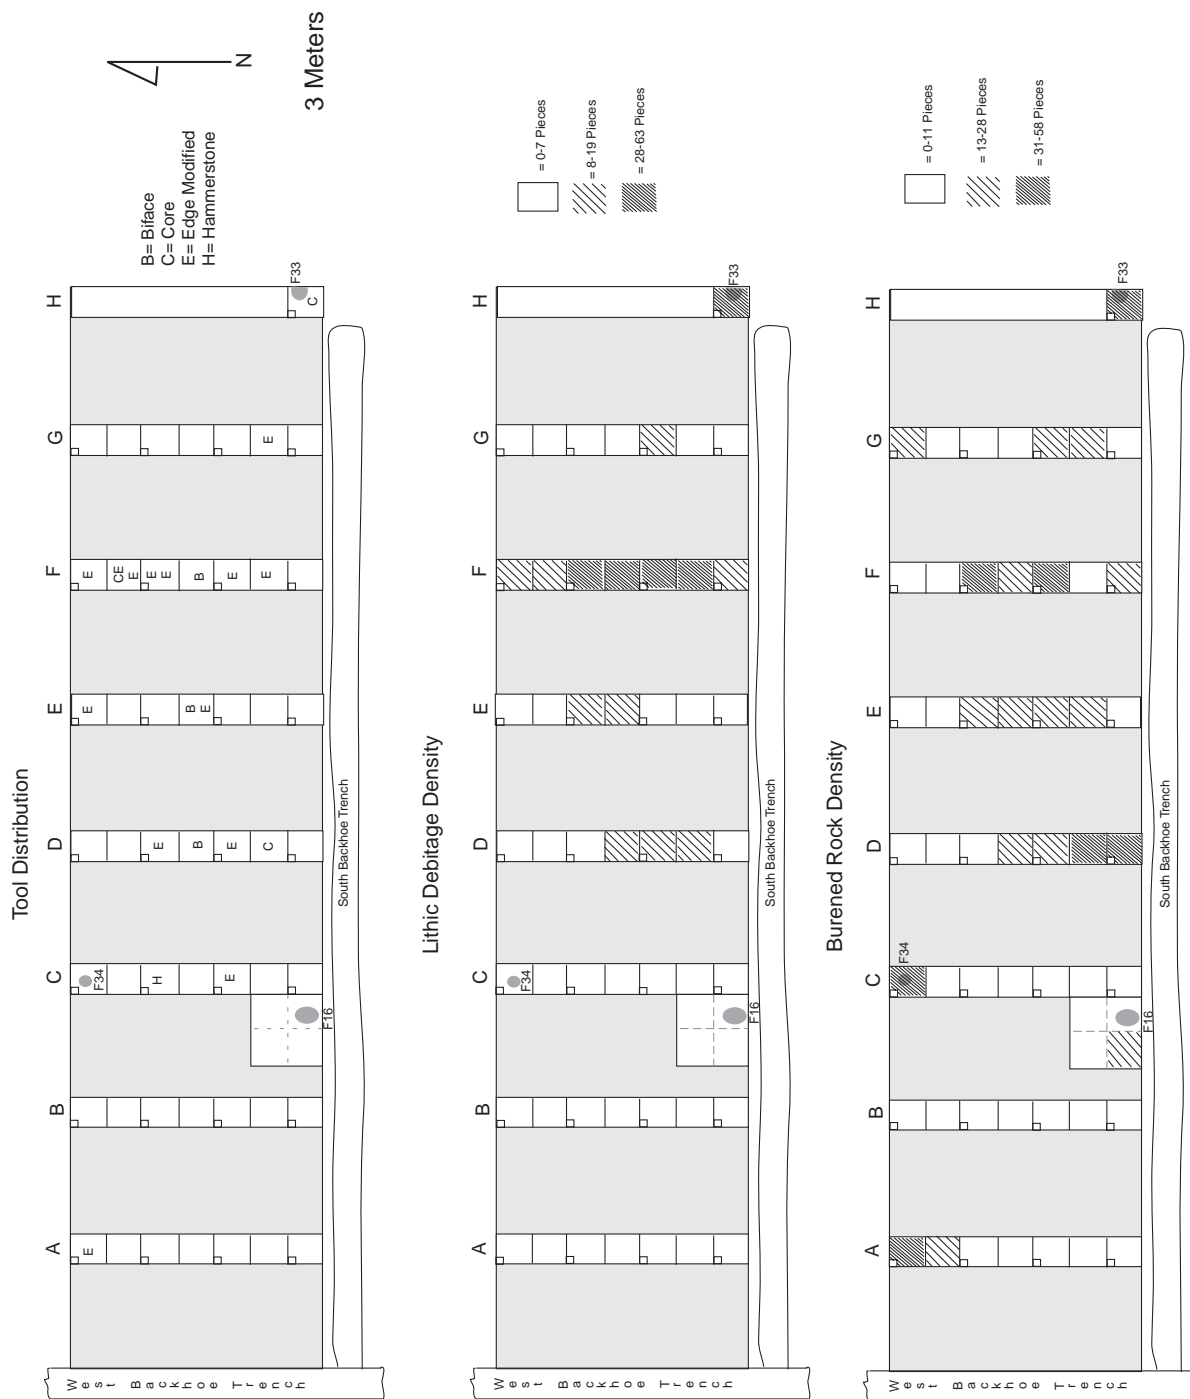 Tool Distribution
A
B
C
D
E
F
G
H
E
F34
H
E
F16
E
B
E
C
E
B
E
E
CE
E
E
E
B
E
E
E
F33
C
West Backhoe Trench
South Backhoe Trench
B= Biface
C= Core
E= Edge Modified
H= Hammerstone
N
3 Meters
Lithic Debitage Density
A
B
C
D
E
F
G
H
F34
F16
F33
West Backhoe Trench
South Backhoe Trench
= 0-7 Pieces
= 8-19 Pieces
= 28-63 Pieces
Burened Rock Density
A
B
C
D
E
F
G
H
F34
F16
F33
West Backhoe Trench
South Backhoe Trench
= 0-11 Pieces
= 13-28 Pieces
= 31-58 Pieces